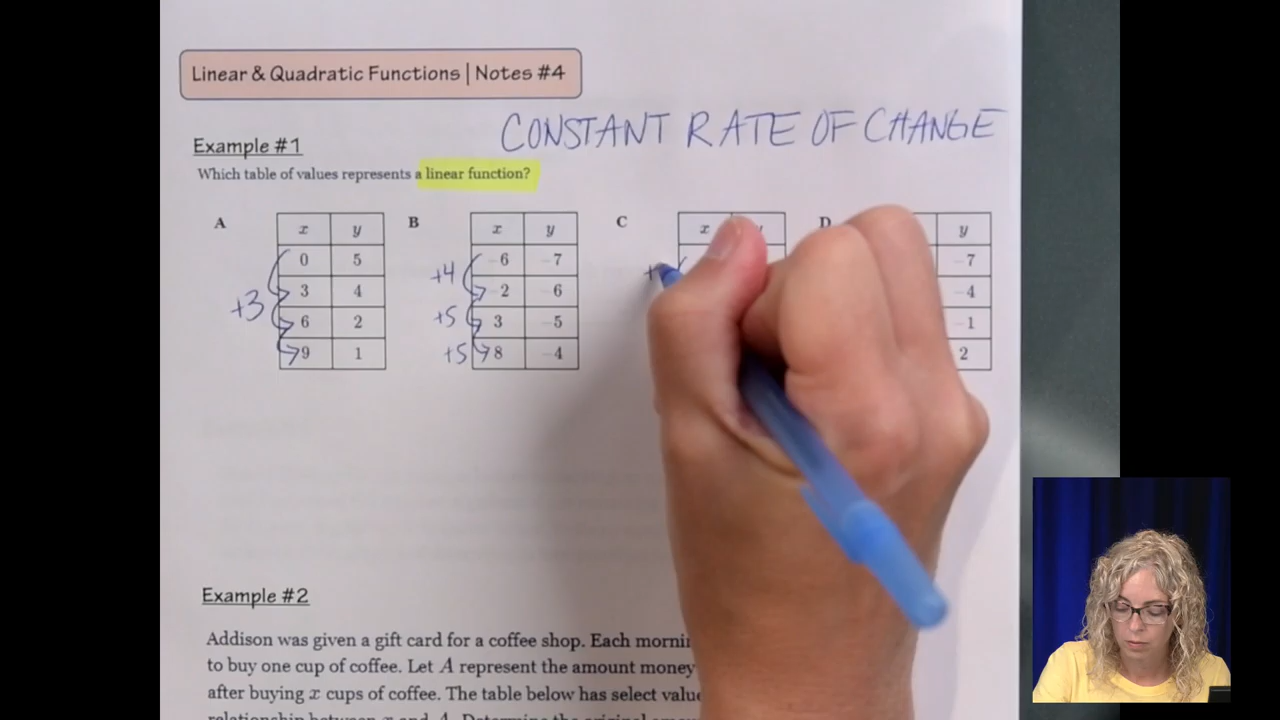 Linear & Quadratic Functions | Notes #4
CONSTANT RATE OF CHANGE
Example #1
Which table of values represents a linear function?
A
x y
0 5
3 4
6 2
9 1
+3
B
x y
-6 -7
-2 -6
3 -5
8 -4
+4
+5
+5
C
x y
D
y
-7
-4
-1
2
Example #2
Addison was given a gift card for a coffee shop. Each
to buy one cup of coffee. Let A represent the amount money
after buying x cups of coffee. The table below has select